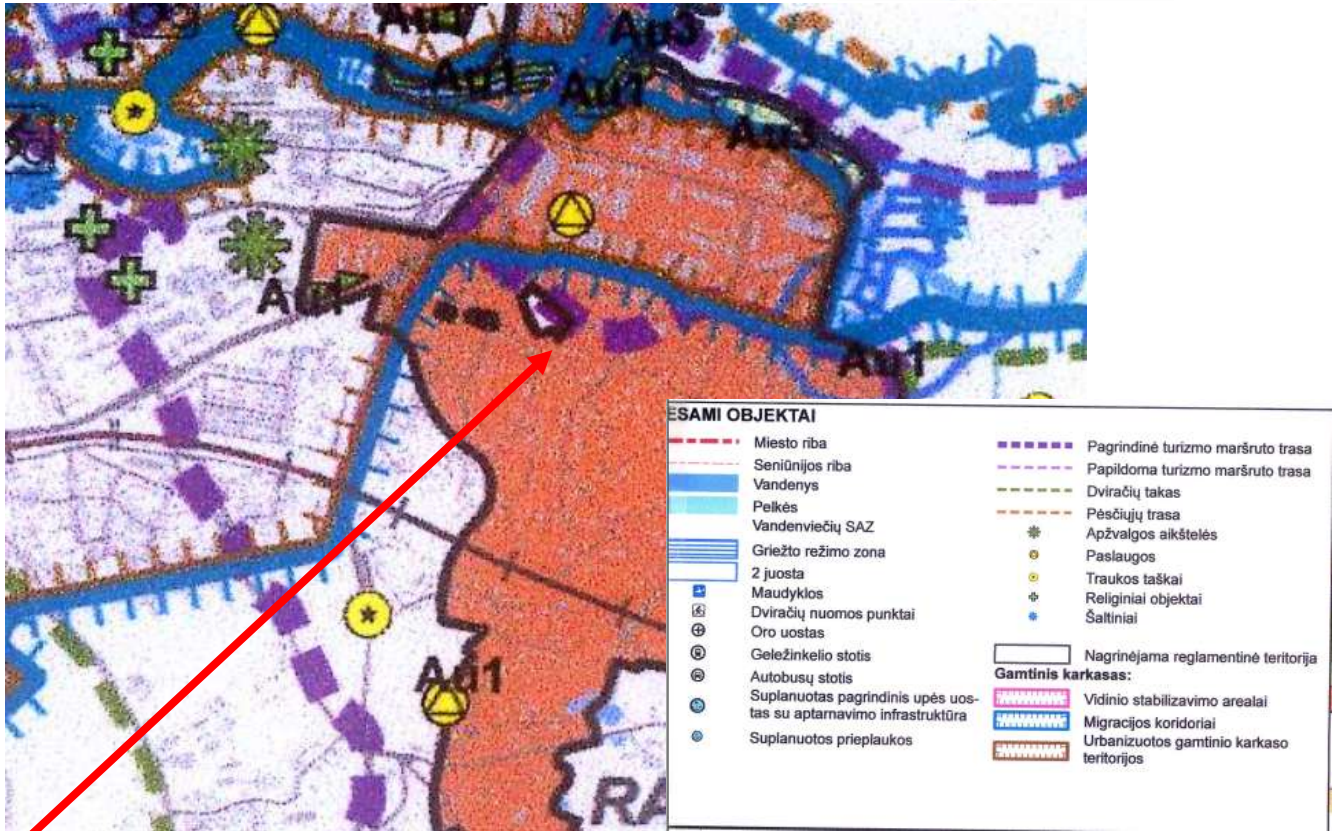 Au3
Au1
Au1
Au3
Au1
Au1
Au1
RA
ESAMI OBJEKTAI
Miesto riba
Seniūnijos riba
Vandenys
Pelkės
Vandenviečių SAZ
Griežto režimo zona
2 juosta
Maudyklos
Dviračių nuomos punktai
Oro uostas
Geležinkelio stotis
Autobusų stotis
Suplanuotas pagrindinis upės uos-
tas su aptarnavimo infrastruktūra
Suplanuotos prieplaukos
Pagrindinė turizmo maršruto trasa
Papildoma turizmo maršruto trasa
Dviračių takas
Pėsčiųjų trasa
Apžvalgos aikštelės
Paslaugos
Traukos taškai
Religiniai objektai
Šaltiniai
Nagrinėjama reglamentinė teritorija
Gamtinis karkasas:
Vidinio stabilizavimo arealai
Migracijos koridoriai
Urbanizuotos gamtinio karkaso
teritorijos